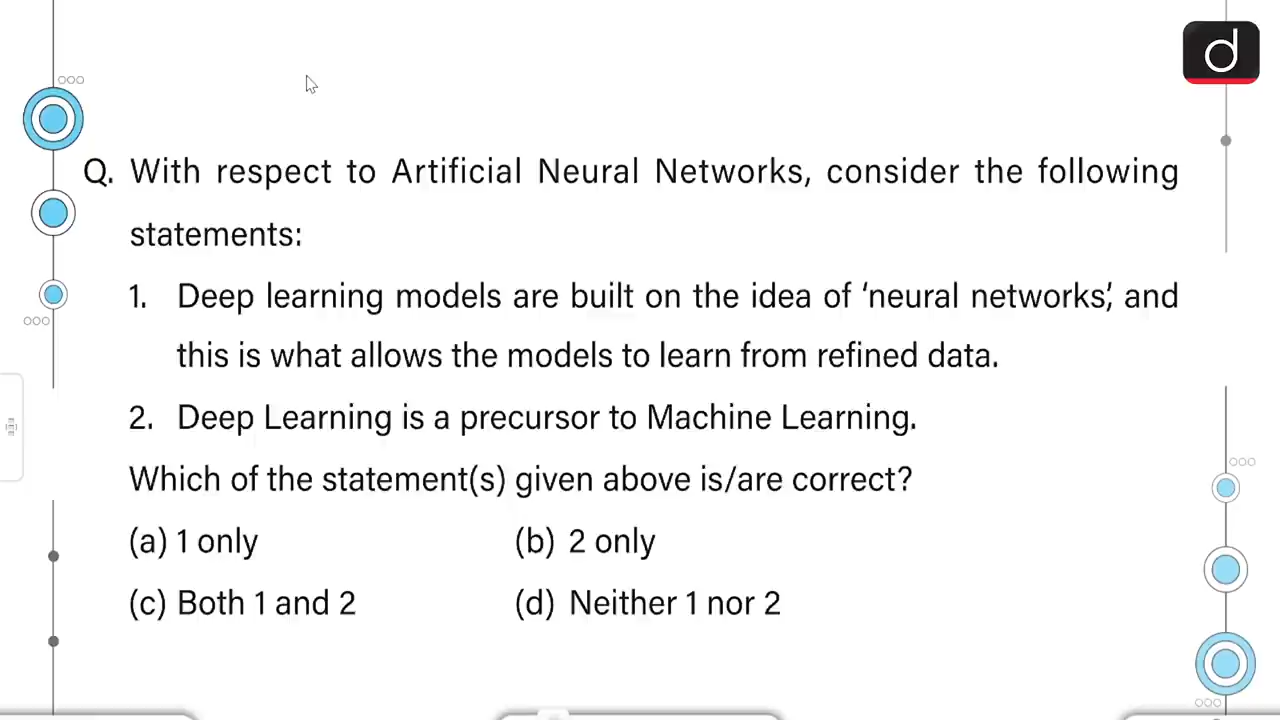 Q. With respect to Artificial Neural Networks, consider the following
statements:
1. Deep learning models are built on the idea of ‘neural networks’, and
this is what allows the models to learn from refined data.
2. Deep Learning is a precursor to Machine Learning.
Which of the statement(s) given above is/are correct?
(a) 1 only (b) 2 only
(c) Both 1 and 2 (d) Neither 1 nor 2